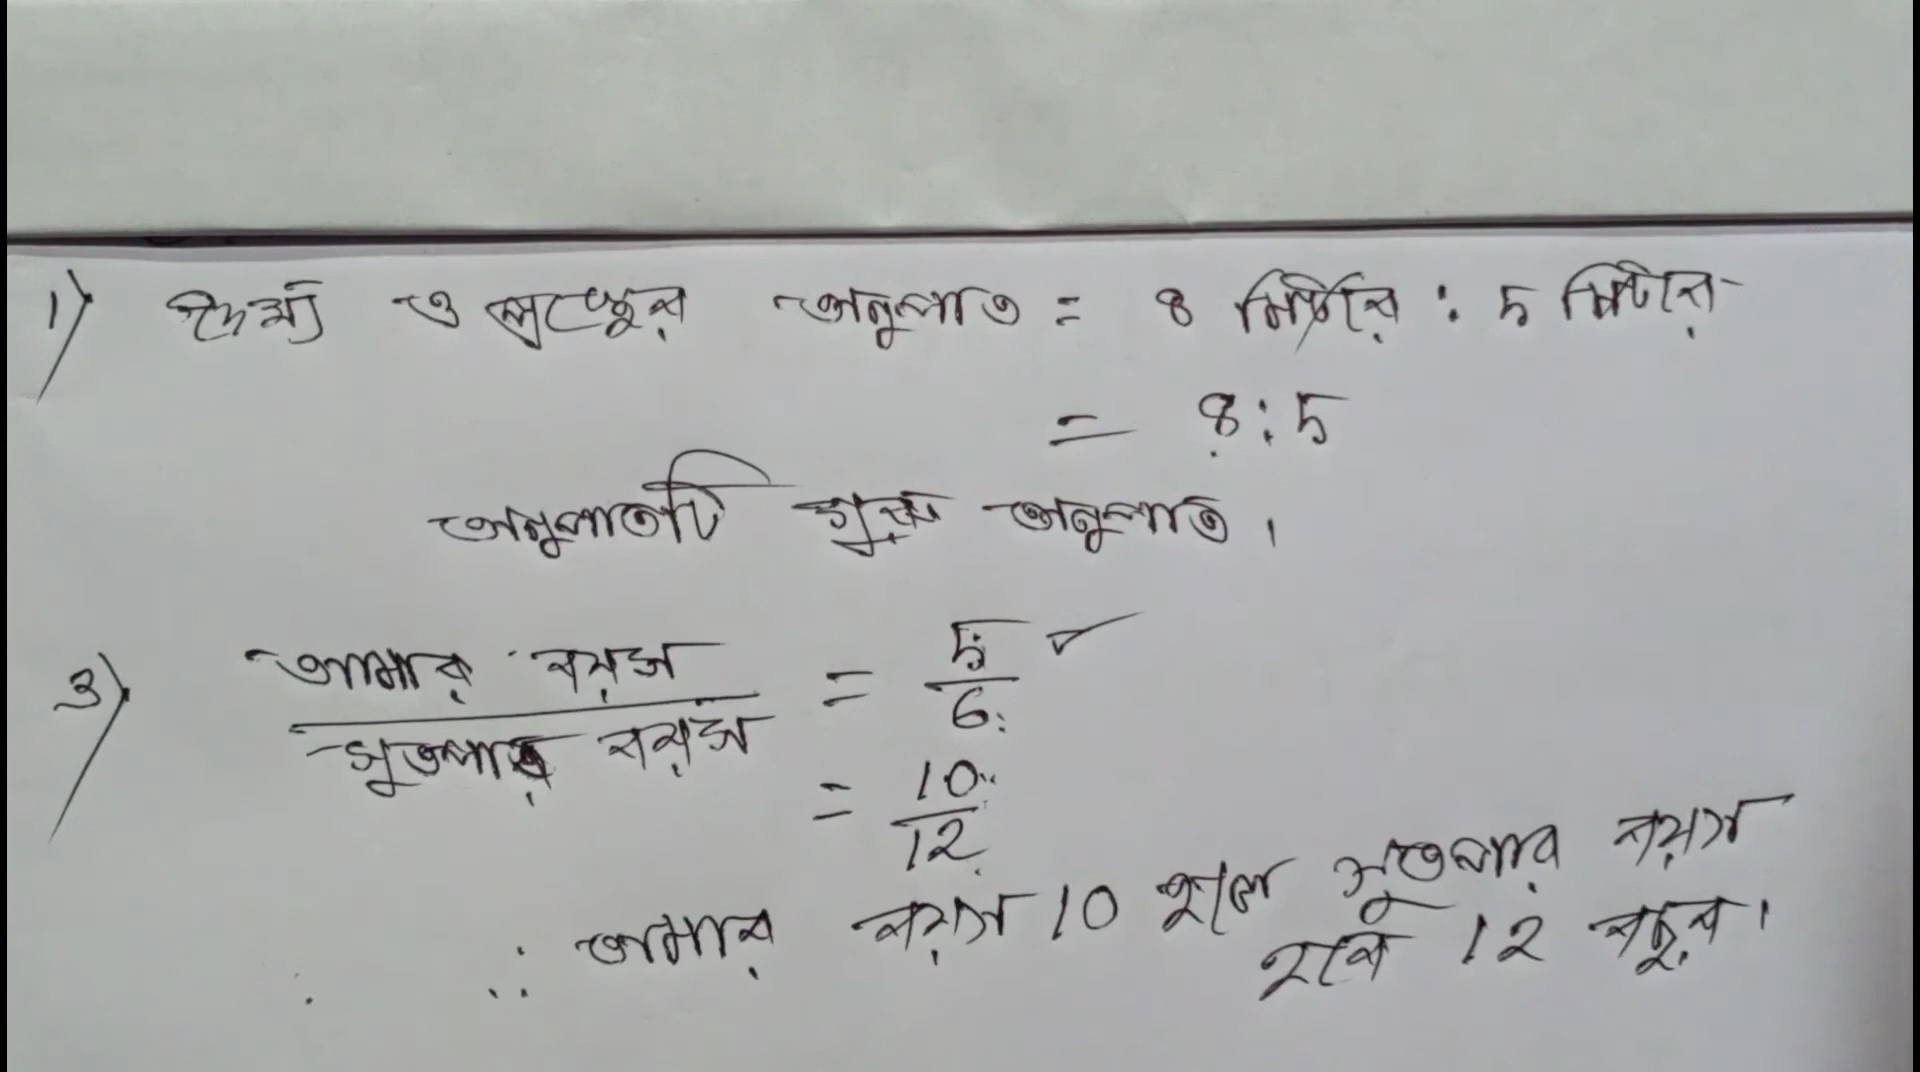 1) দৈর্ঘ্য ও প্রস্থের অনুপাত = 8 মিটার : 5 মিটার
= 8:5
অনুপাতটি গুরু অনুপাত।
3) আমার বয়স / সুতপার বয়স = 5/6 ✓
= 10/12
∴ আমার বয়স 10 হলে সুতপার বয়স
হবে 12 বছর।